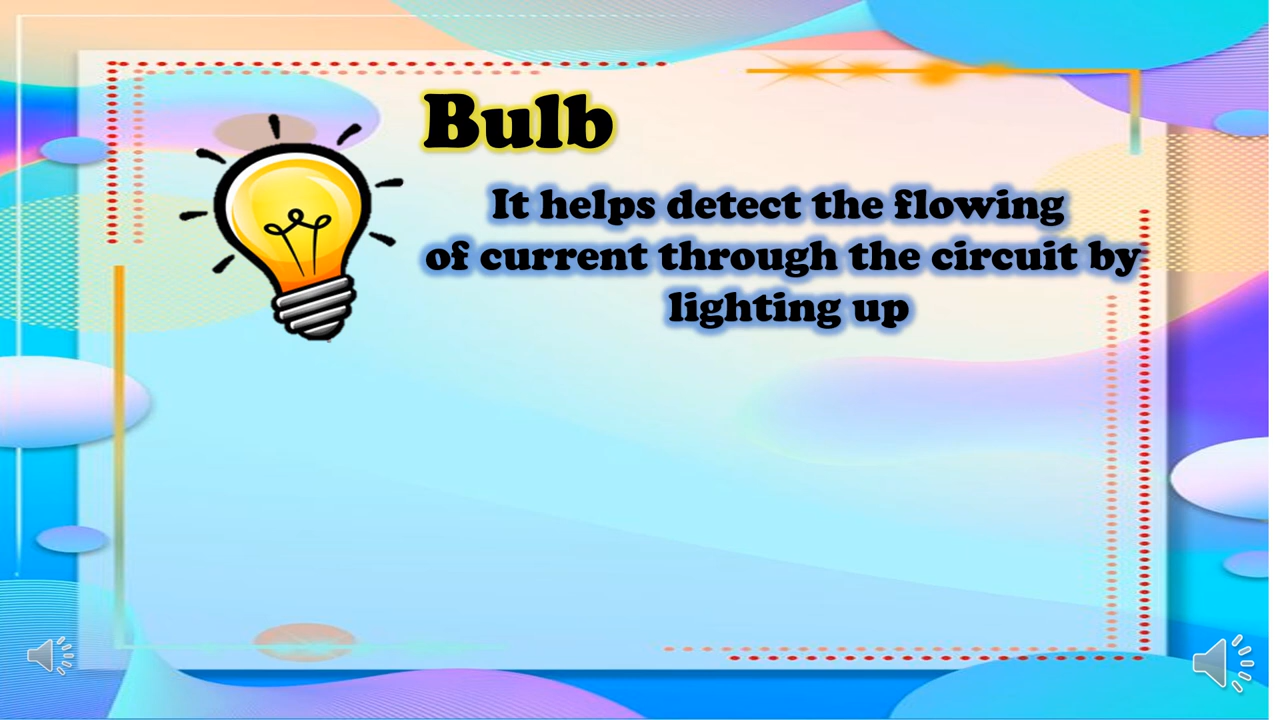 Bulb
It helps detect the flowing
of current through the circuit by
lighting up